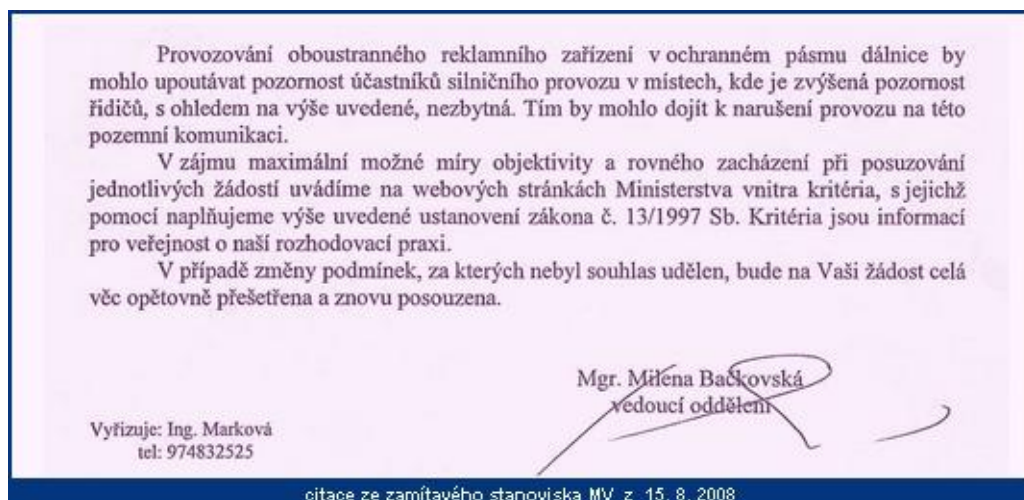 Provozování oboustranného reklamního zařízení v ochranném pásmu dálnice by
mohlo upoutávat pozornost účastníků silničního provozu v místech, kde je zvýšená pozornost
řidičů, s ohledem na výše uvedené, nezbytná. Tím by mohlo dojít k narušení provozu na této
pozemní komunikaci.
V zájmu maximální možné míry objektivity a rovného zacházení při posuzování
jednotlivých žádostí uvádíme na webových stránkách Ministerstva vnitra kritéria, s jejichž
pomocí naplňujeme výše uvedené ustanovení zákona č. 13/1997 Sb. Kritéria jsou informací
pro veřejnost o naší rozhodovací praxi.
V případě změny podmínek, za kterých nebyl souhlas udělen, bude na Vaši žádost celá
věc opětovně přešetřena a znovu posouzena.
Mgr. Milena Bačkovská
vedoucí oddělení
Vyřizuje: Ing. Marková
tel: 974832525
citace ze zamítavého stanoviska MV z 15. 8. 2008